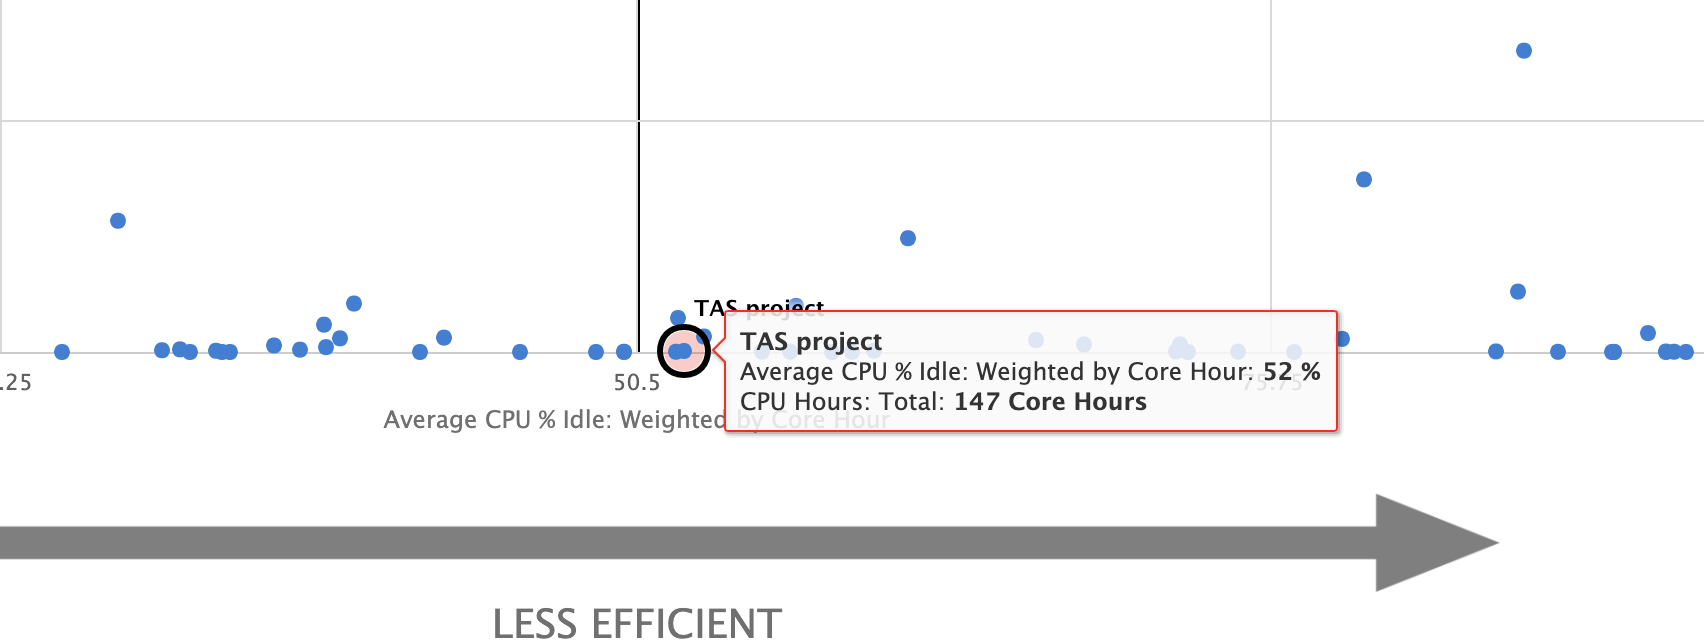 TAS project
TAS project
Average CPU % Idle: Weighted by Core Hour: 52 %
CPU Hours: Total: 147 Core Hours
.25
50.5
75.75
Average CPU % Idle: Weighted by Core Hour
LESS EFFICIENT